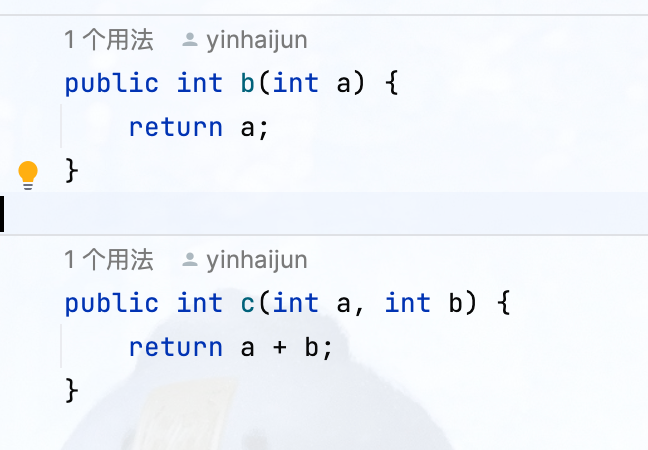 1 个用法 yinhaijun
public int b(int a) {
    return a;
}
1 个用法 yinhaijun
public int c(int a, int b) {
    return a + b;
}